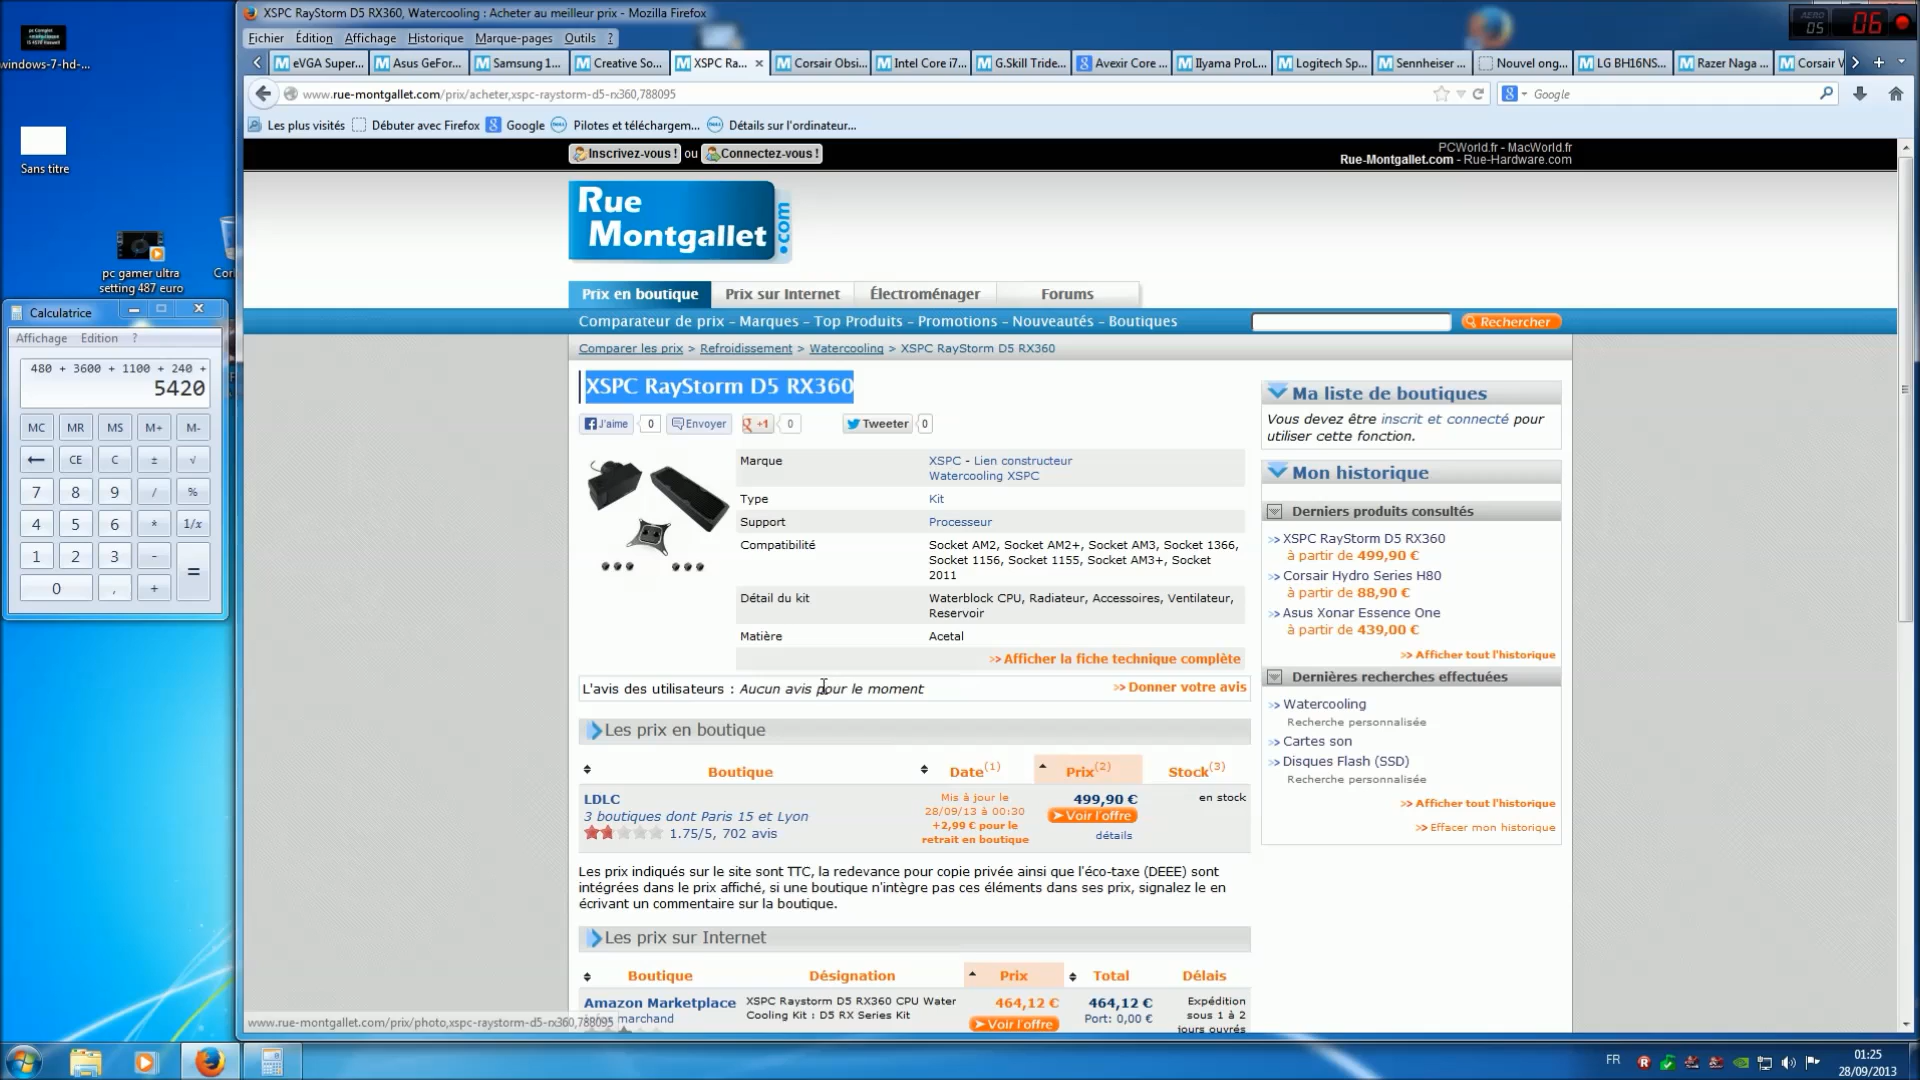 XSPC RayStorm D5 RX360, Watercooling : Acheter au meilleur prix - Mozilla Firefox
Fichier Édition Affichage Historique Marque-pages Outils ?
eVGA Super... Asus GeFor... Samsung 1... Creative So... XSPC Ra... Corsair Obsi... Intel Core i7... G.Skill Tride... Avexir Core ... Iiyama ProL... Logitech Sp... Sennheiser ... Nouvel ong... LG BH16NS... Razer Naga ... Corsair V
www.rue-montgallet.com/prix/acheter,xspc-raystorm-d5-rx360,788095
Google
Les plus visités Débuter avec Firefox Google Pilotes et téléchargem... Détails sur l'ordinateur...
AERO
05
06
windows-7-hd-...
Sans titre
pc gamer ultra
setting 487 euro
Inscrivez-vous ! ou Connectez-vous !
PCWorld.fr - MacWorld.fr
Rue-Montgallet.com - Rue-Hardware.com
Rue
Montgallet
.com
Prix en boutique Prix sur Internet Électroménager Forums
Comparateur de prix - Marques - Top Produits - Promotions - Nouveautés - Boutiques
Rechercher
Comparer les prix > Refroidissement > Watercooling > XSPC RayStorm D5 RX360
XSPC RayStorm D5 RX360
J'aime 0 Envoyer +1 0 Tweeter 0
Marque XSPC - Lien constructeur
Watercooling XSPC
Type Kit
Support Processeur
Compatibilité Socket AM2, Socket AM2+, Socket AM3, Socket 1366,
Socket 1156, Socket 1155, Socket AM3+, Socket
2011
Détail du kit Waterblock CPU, Radiateur, Accessoires, Ventilateur,
Reservoir
Matière Acetal
>> Afficher la fiche technique complète
L'avis des utilisateurs : Aucun avis pour le moment
>> Donner votre avis
Les prix en boutique
Boutique Date(1) Prix(2) Stock(3)
LDLC
3 boutiques dont Paris 15 et Lyon
1.75/5, 702 avis
Mis à jour le
28/09/13 à 00:30
+2,99 € pour le
retrait en boutique
499,90 €
Voir l'offre
détails
en stock
Les prix indiqués sur le site sont TTC, la redevance pour copie privée ainsi que l'éco-taxe (DEEE) sont
intégrées dans le prix affiché, si une boutique n'intègre pas ces éléments dans ses prix, signalez le en
écrivant un commentaire sur la boutique.
Les prix sur Internet
Boutique Désignation Prix Total Délais
Amazon Marketplace
marchand
XSPC Raystorm D5 RX360 CPU Water
Cooling Kit : D5 RX Series Kit
464,12 €
Voir l'offre
464,12 €
Port: 0,00 €
Expédition
sous 1 à 2
jours ouvrés
www.rue-montgallet.com/prix/photo,xspc-raystorm-d5-rx360,788095
Ma liste de boutiques
Vous devez être inscrit et connecté pour
utiliser cette fonction.
Mon historique
Derniers produits consultés
>> XSPC RayStorm D5 RX360
à partir de 499,90 €
>> Corsair Hydro Series H80
à partir de 88,90 €
>> Asus Xonar Essence One
à partir de 439,00 €
>> Afficher tout l'historique
Dernières recherches effectuées
>> Watercooling
Recherche personnalisée
>> Cartes son
>> Disques Flash (SSD)
Recherche personnalisée
>> Afficher tout l'historique
>> Effacer mon historique
Calculatrice
Affichage Edition ?
480 + 3600 + 1100 + 240 +
5420
MC MR MS M+ M-
← CE C ± √
7 8 9 / %
4 5 6 * 1/x
1 2 3 - =
0 , +
FR
01:25
28/09/2013